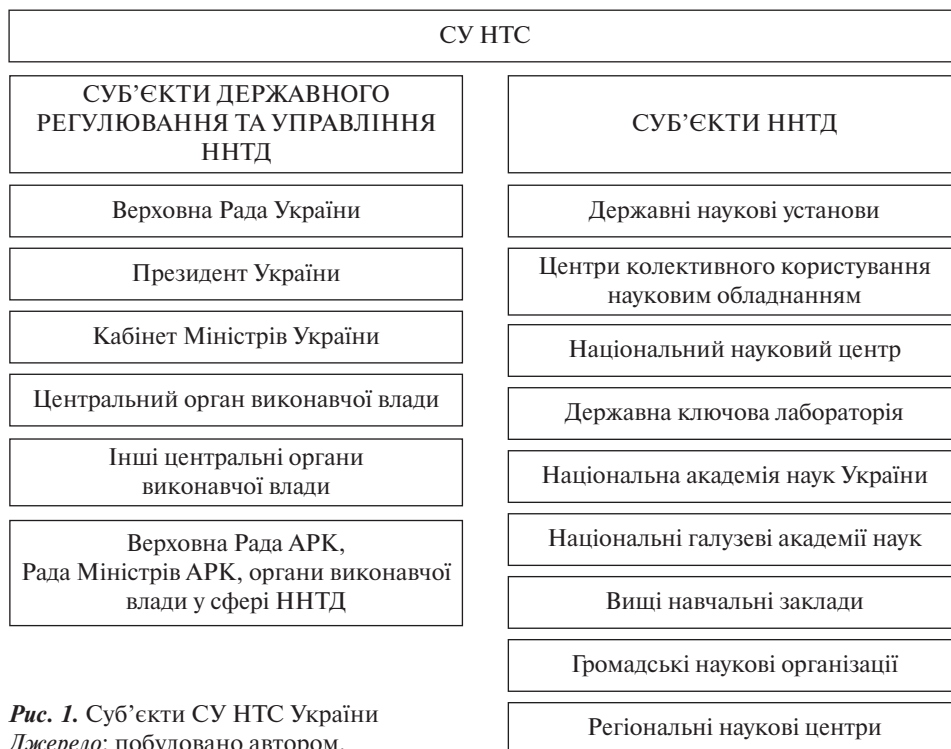 СУ НТС
СУБ’ЄКТИ ДЕРЖАВНОГО
РЕГУЛЮВАННЯ ТА УПРАВЛІННЯ
ННТД
Верховна Рада України
Президент України
Кабінет Міністрів України
Центральний орган виконавчої влади
Інші центральні органи
виконавчої влади
Верховна Рада АРК,
Рада Міністрів АРК, органи виконавчої
влади у сфері ННТД
СУБ’ЄКТИ ННТД
Державні наукові установи
Центри колективного користування
науковим обладнанням
Національний науковий центр
Державна ключова лабораторія
Національна академія наук України
Національні галузеві академії наук
Вищі навчальні заклади
Громадські наукові організації
Регіональні наукові центри
Рис. 1. Суб’єкти СУ НТС України
Джерело: побудовано автором.